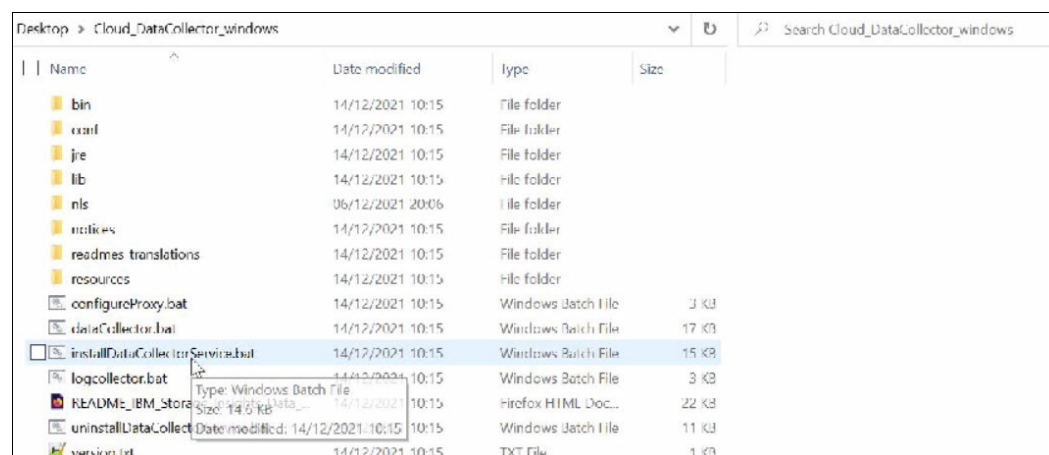 Desktop > Cloud_DataCollector_windows Search Cloud_DataCollector_windows
Name Date modified Type Size
bin 14/12/2021 10:15 File folder
conf 14/12/2021 10:15 File folder
jre 14/12/2021 10:15 File folder
lib 14/12/2021 10:15 File folder
nls 06/12/2021 20:06 File folder
notices 14/12/2021 10:15 File folder
readmes_translations 14/12/2021 10:15 File folder
resources 14/12/2021 10:15 File folder
configureProxy.bat 14/12/2021 10:15 Windows Batch File 3 KB
dataCollector.bat 14/12/2021 10:15 Windows Batch File 17 KB
installDataCollectorService.bat 14/12/2021 10:15 Windows Batch File 15 KB
logcollector.bat 14/12/2021 10:15 Windows Batch File 3 KB
Type: Windows Batch File
README_IBM_Storage_Insights_Data_... 14/12/2021 10:15 Firefox HTML Doc... 22 KB
Size: 14.6 KB
uninstallDataCollect 10:15 Windows Batch File 11 KB
Date modified: 14/12/2021 10:15
version.txt 14/12/2021 10:15 TXT File 1 KB